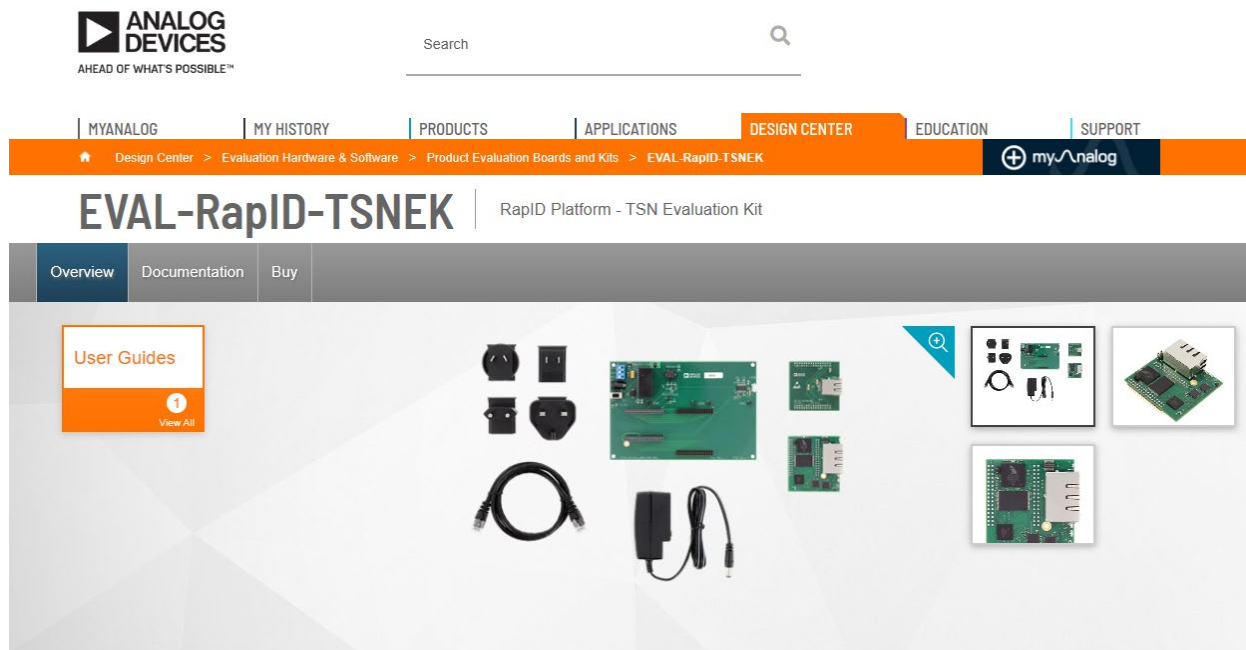 ANALOG
DEVICES
AHEAD OF WHAT'S POSSIBLE™
Search
MYANALOG
MY HISTORY
PRODUCTS
APPLICATIONS
DESIGN CENTER
EDUCATION
SUPPORT
Design Center > Evaluation Hardware & Software > Product Evaluation Boards and Kits > EVAL-RapID-TSNEK
myAnalog
EVAL-RapID-TSNEK
RapID Platform - TSN Evaluation Kit
Overview
Documentation
Buy
User Guides
1
View All